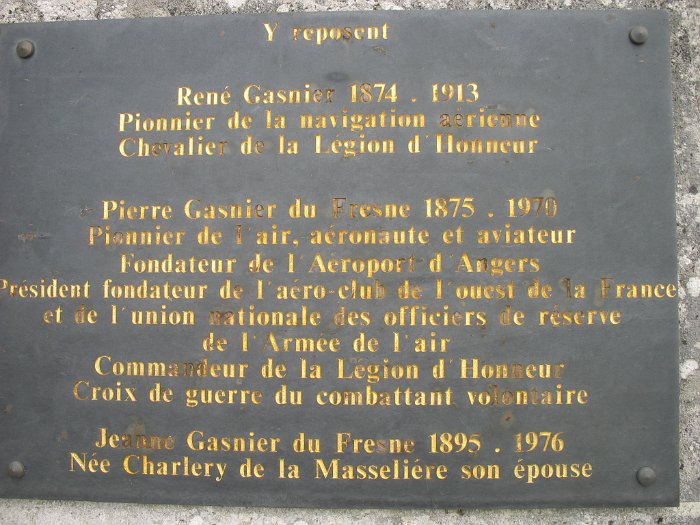 Y reposent
René Gasnier 1874 . 1913
Pionnier de la navigation aérienne
Chevalier de la Légion d'Honneur
Pierre Gasnier du Fresne 1875 . 1970
Pionnier de l'air, aéronaute et aviateur
Fondateur de l'Aéroport d'Angers
Président fondateur de l'aéro-club de l'ouest de la France
et de l'union nationale des officiers de réserve
de l'Armée de l'air
Commandeur de la Légion d'Honneur
Croix de guerre du combattant volontaire
Jeanne Gasnier du Fresne 1895 . 1976
Née Charlery de la Masseliére son épouse